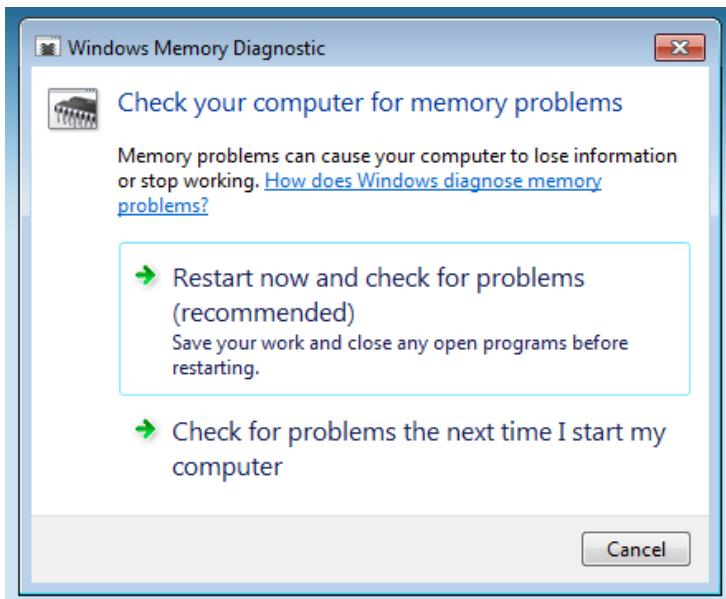 Windows Memory Diagnostic
Check your computer for memory problems
Memory problems can cause your computer to lose information
or stop working. How does Windows diagnose memory
problems?
Restart now and check for problems
(recommended)
Save your work and close any open programs before
restarting.
Check for problems the next time I start my
computer
Cancel